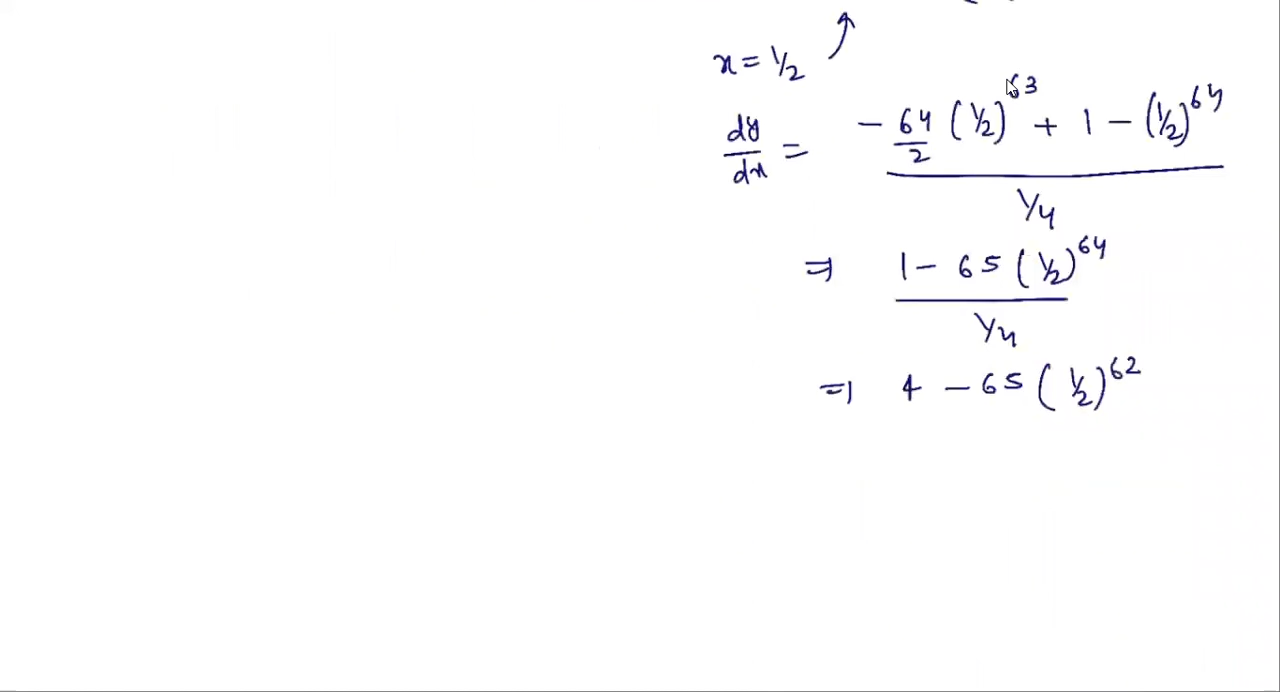 x = 1/2
dy/dx = (- 64/2 (1/2)^63 + 1 - (1/2)^64) / (1/4)
⇒ (1 - 65 (1/2)^64) / (1/4)
⇒ 4 - 65 (1/2)^62